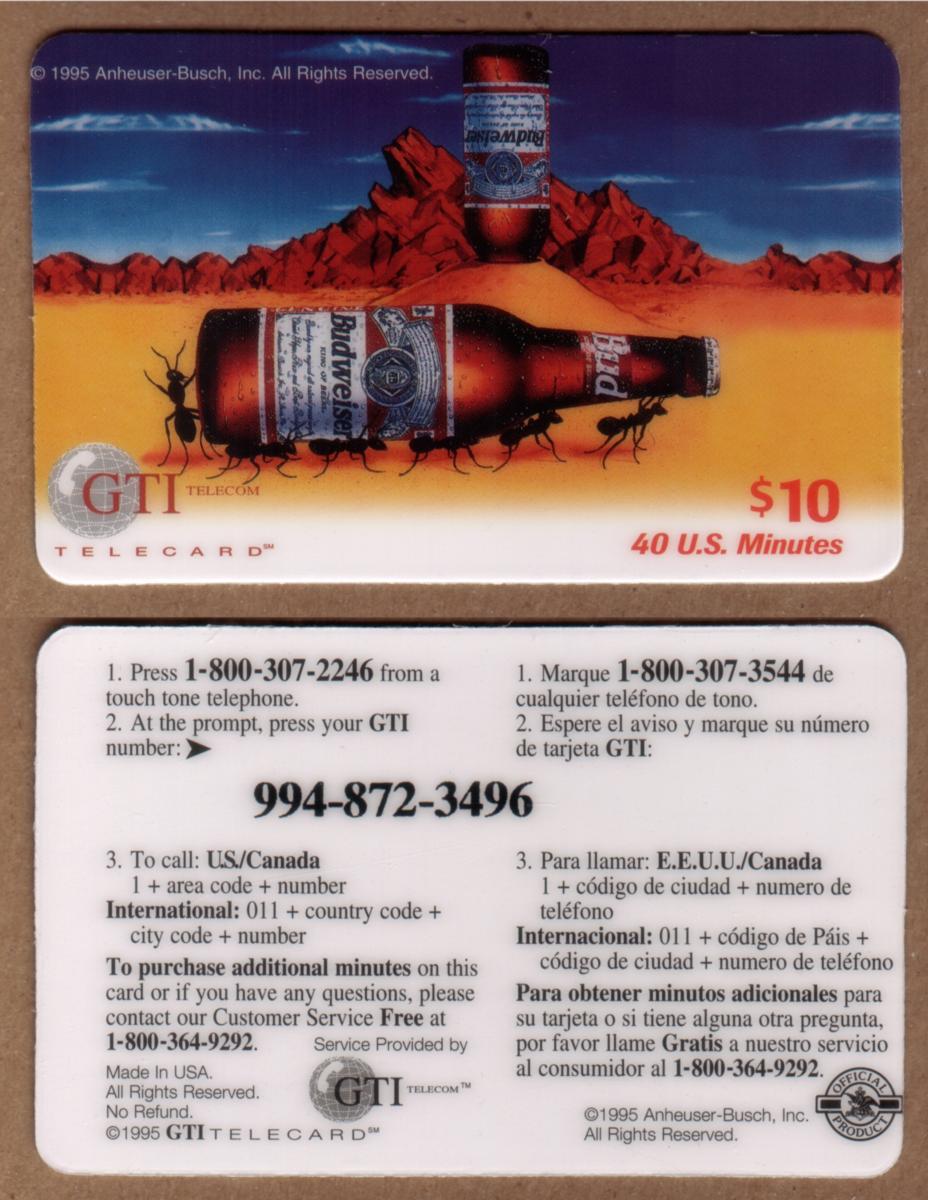 © 1995 Anheuser-Busch, Inc. All Rights Reserved.
Budweiser
KING OF BEERS
Budweiser
KING OF BEERS
Bud
GTI TELECOM
TELECARD℠
$10
40 U.S. Minutes
1. Press 1-800-307-2246 from a
touch tone telephone.
2. At the prompt, press your GTI
number: ➤
1. Marque 1-800-307-3544 de
cualquier teléfono de tono.
2. Espere el aviso y marque su número
de tarjeta GTI:
994-872-3496
3. To call: U.S./Canada
1 + area code + number
International: 011 + country code +
city code + number
To purchase additional minutes on this
card or if you have any questions, please
contact our Customer Service Free at
1-800-364-9292.
Service Provided by
GTI TELECOM™
Made In USA.
All Rights Reserved.
No Refund.
©1995 GTI TELECARD℠
3. Para llamar: E.E.U.U./Canada
1 + código de ciudad + numero de
teléfono
Internacional: 011 + código de Páis +
código de ciudad + numero de teléfono
Para obtener minutos adicionales para
su tarjeta o si tiene alguna otra pregunta,
por favor llame Gratis a nuestro servicio
al consumidor al 1-800-364-9292.
©1995 Anheuser-Busch, Inc.
All Rights Reserved.
OFFICIAL
PRODUCT